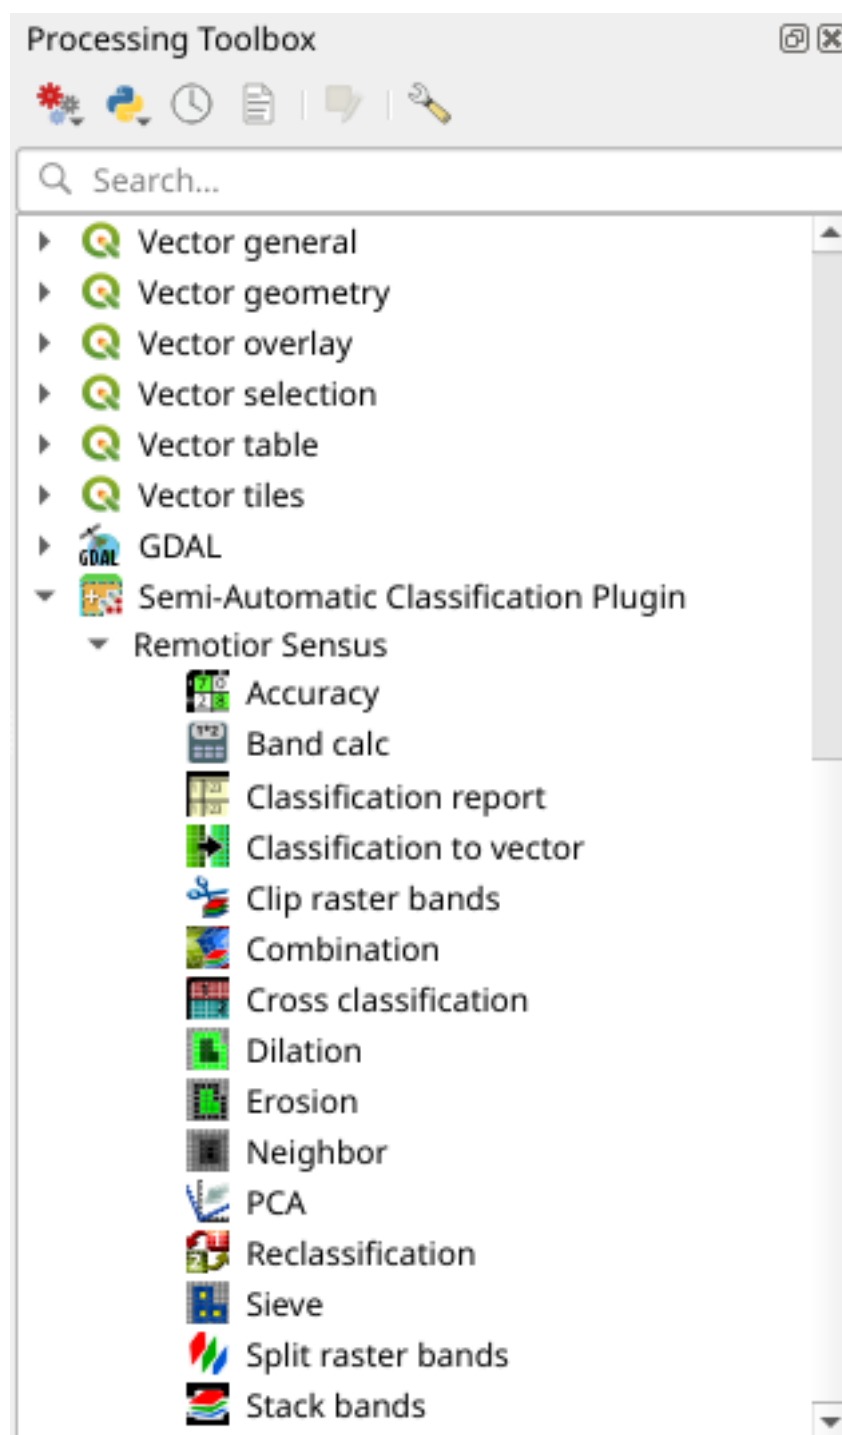 Processing Toolbox
Search...
Vector general
Vector geometry
Vector overlay
Vector selection
Vector table
Vector tiles
GDAL GDAL
Semi-Automatic Classification Plugin
Remotior Sensus
Accuracy
Band calc
Classification report
Classification to vector
Clip raster bands
Combination
Cross classification
Dilation
Erosion
Neighbor
PCA
Reclassification
Sieve
Split raster bands
Stack bands